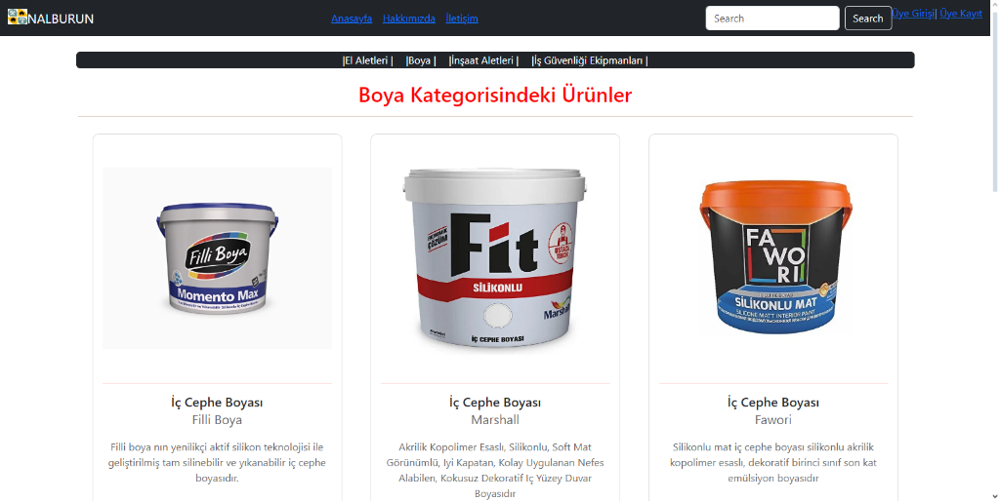 NALBURUN
Anasayfa Hakkımızda İletişim
Search
Search
Üye Girişi| Üye Kayıt
|El Aletleri | |Boya | |İnşaat Aletleri | |İş Güvenliği Ekipmanları |
Boya Kategorisindeki Ürünler
Filli Boya
Momento Max
EKONOMİK
ÇÖZÜM
Fit
USTACA
TERCİH
SİLİKONLU
Marshall
İÇ CEPHE BOYASI
FA
WO
RI
SİLİKONLU MAT
SILICONE MATT INTERIOR PAINT
İç Cephe Boyası
Filli Boya
Filli boya nın yenilikçi aktif silikon teknolojisi ile
geliştirilmiş tam silinebilir ve yıkanabilir iç cephe
boyasıdır.
İç Cephe Boyası
Marshall
Akrilik Kopolimer Esaslı, Silikonlu, Soft Mat
Görünümlü, Iyi Kapatan, Kolay Uygulanan Nefes
Alabilen, Kokusuz Dekoratif Iç Yüzey Duvar
Boyasıdır
İç Cephe Boyası
Fawori
Silikonlu mat iç cephe boyası silikonlu akrilik
kopolimer esaslı, dekoratif birinci sınıf son kat
emülsiyon boyasıdır